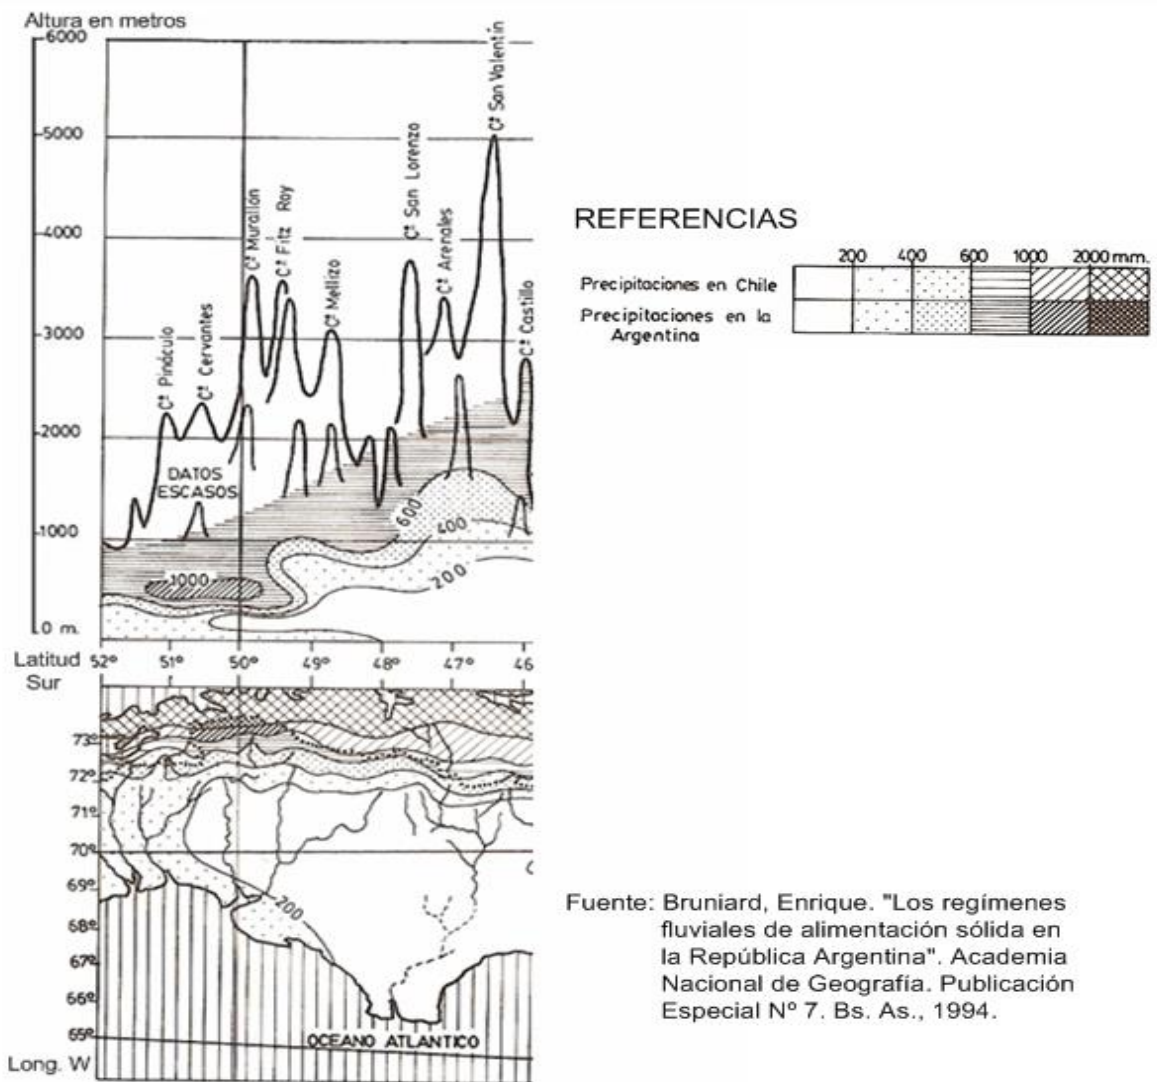 Altura en metros
6000
5000
4000
3000
2000
1000
0 m.
Cº Pináculo
Cº Cervantes
Cº Murallón
Cº Fitz Roy
Cº Mellizo
Cº San Lorenzo
Cº Arenales
Cº San Valentín
Cº Castillo
DATOS
ESCASOS
1000
600
400
200
Latitud
Sur
52º 51º 50º 49º 48º 47º 46
73º
72º
71º
70º
69º
68º
67º
66º
65º
Long. W
200
OCEANO ATLANTICO
REFERENCIAS
200 400 600 1000 2000 mm.
Precipitaciones en Chile
Precipitaciones en la
Argentina
Fuente: Bruniard, Enrique. "Los regímenes
fluviales de alimentación sólida en
la República Argentina". Academia
Nacional de Geografía. Publicación
Especial Nº 7. Bs. As., 1994.